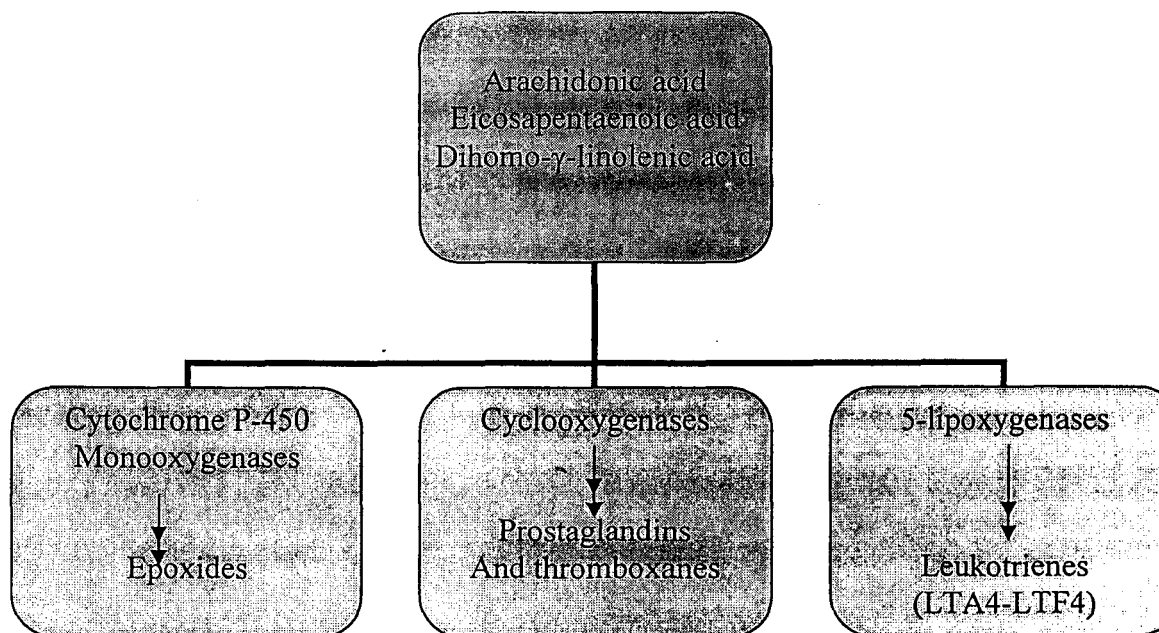 Arachidonic acid
Eicosapentaenoic acid
Dihomo-γ-linolenic acid
Cytochrome P-450
Monooxygenases
Epoxides
Cyclooxygenases
Prostaglandins
And thromboxanes
5-lipoxygenases
Leukotrienes
(LTA4-LTF4)